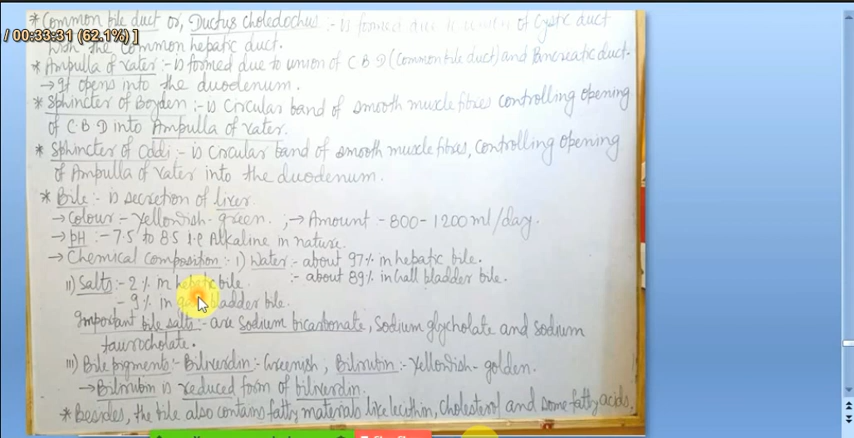 * Common bile duct or, Ductus choledochus :- is formed due to union of Cystic duct
/ 00:33:31 (62.1%) ]
with the common hepatic duct.
* Ampulla of vater :- is formed due to union of C B D (Common bile duct) and Pancreatic duct.
→ It opens into the duodenum.
* Sphincter of Boyden :- is Circular band of smooth muscle fibres controlling opening
of C B D into Ampulla of vater.
* Sphincter of Oddi :- is Circular band of smooth muscle fibres, controlling opening
of Ampulla of vater into the duodenum.
* Bile :- is secretion of liver
→ Colour :- Yellowish-green. ; → Amount :- 800-1200 ml/day.
→ pH :- 7.5 to 8.5 i.e Alkaline in nature.
→ Chemical composition :- i) Water :- about 97% in hepatic bile.
:- about 89% in Gall bladder bile.
ii) Salts :- 2% in hepatic bile.
- 9% in gall bladder bile.
Important bile salts :- are Sodium bicarbonate, Sodium glycholate and sodium
taurocholate.
iii) Bile pigments :- Bilverdin :- Greenish ; Bilirubin :- Yellowish-golden.
→ Bilirubin is reduced form of bilverdin.
* Besides, the bile also contains fatty materials like lecithin, Cholesterol and some fatty acids.